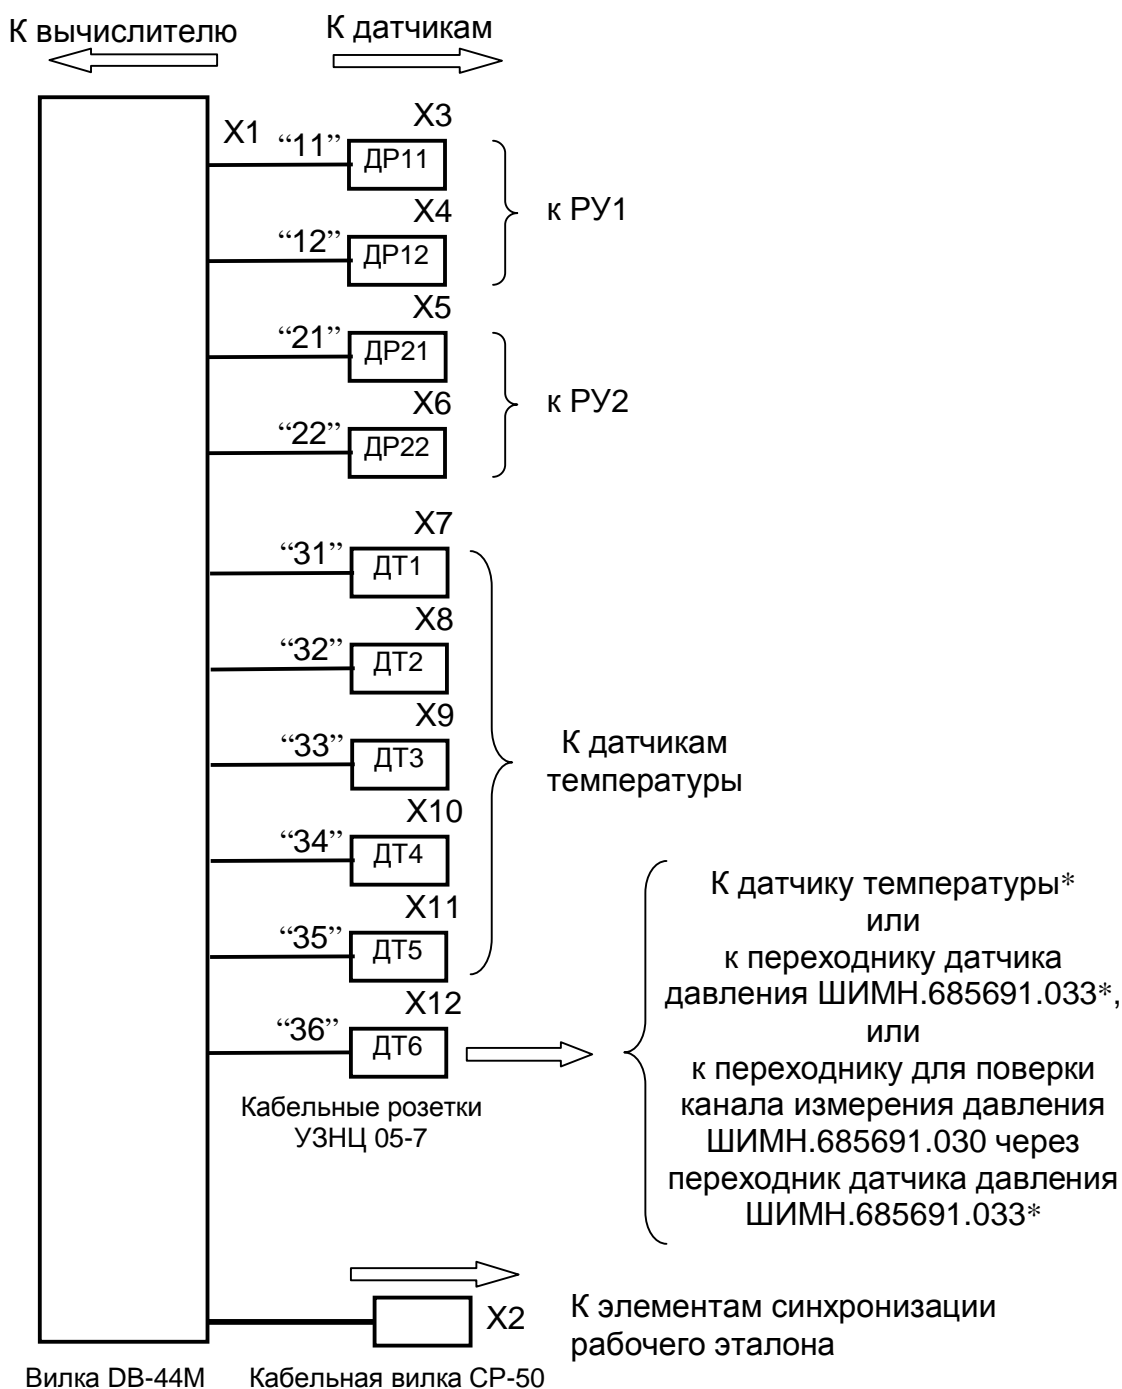 К вычислителю
К датчикам
X1
X3
“11”
ДР11
X4
“12”
ДР12
к РУ1
X5
“21”
ДР21
X6
“22”
ДР22
к РУ2
X7
“31”
ДТ1
X8
“32”
ДТ2
X9
“33”
ДТ3
X10
“34”
ДТ4
X11
“35”
ДТ5
К датчикам
температуры
X12
“36”
ДТ6
Кабельные розетки
УЗНЦ 05-7
К датчику температуры*
или
к переходнику датчика
давления ШИМН.685691.033*,
или
к переходнику для поверки
канала измерения давления
ШИМН.685691.030 через
переходник датчика давления
ШИМН.685691.033*
X2
К элементам синхронизации
рабочего эталона
Вилка DB-44M
Кабельная вилка СР-50